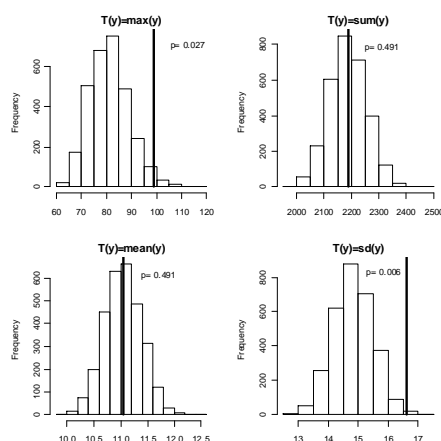 T(y)=max(y)
p= 0.027
Frequency
0 200 400 600
60 70 80 90 100 110 120
T(y)=sum(y)
p= 0.491
Frequency
0 200 400 600 800
2000 2100 2200 2300 2400 2500
T(y)=mean(y)
p= 0.491
Frequency
0 100 200 300 400 500 600
10.0 10.5 11.0 11.5 12.0 12.5
T(y)=sd(y)
p= 0.006
Frequency
0 200 400 600 800
13 14 15 16 17